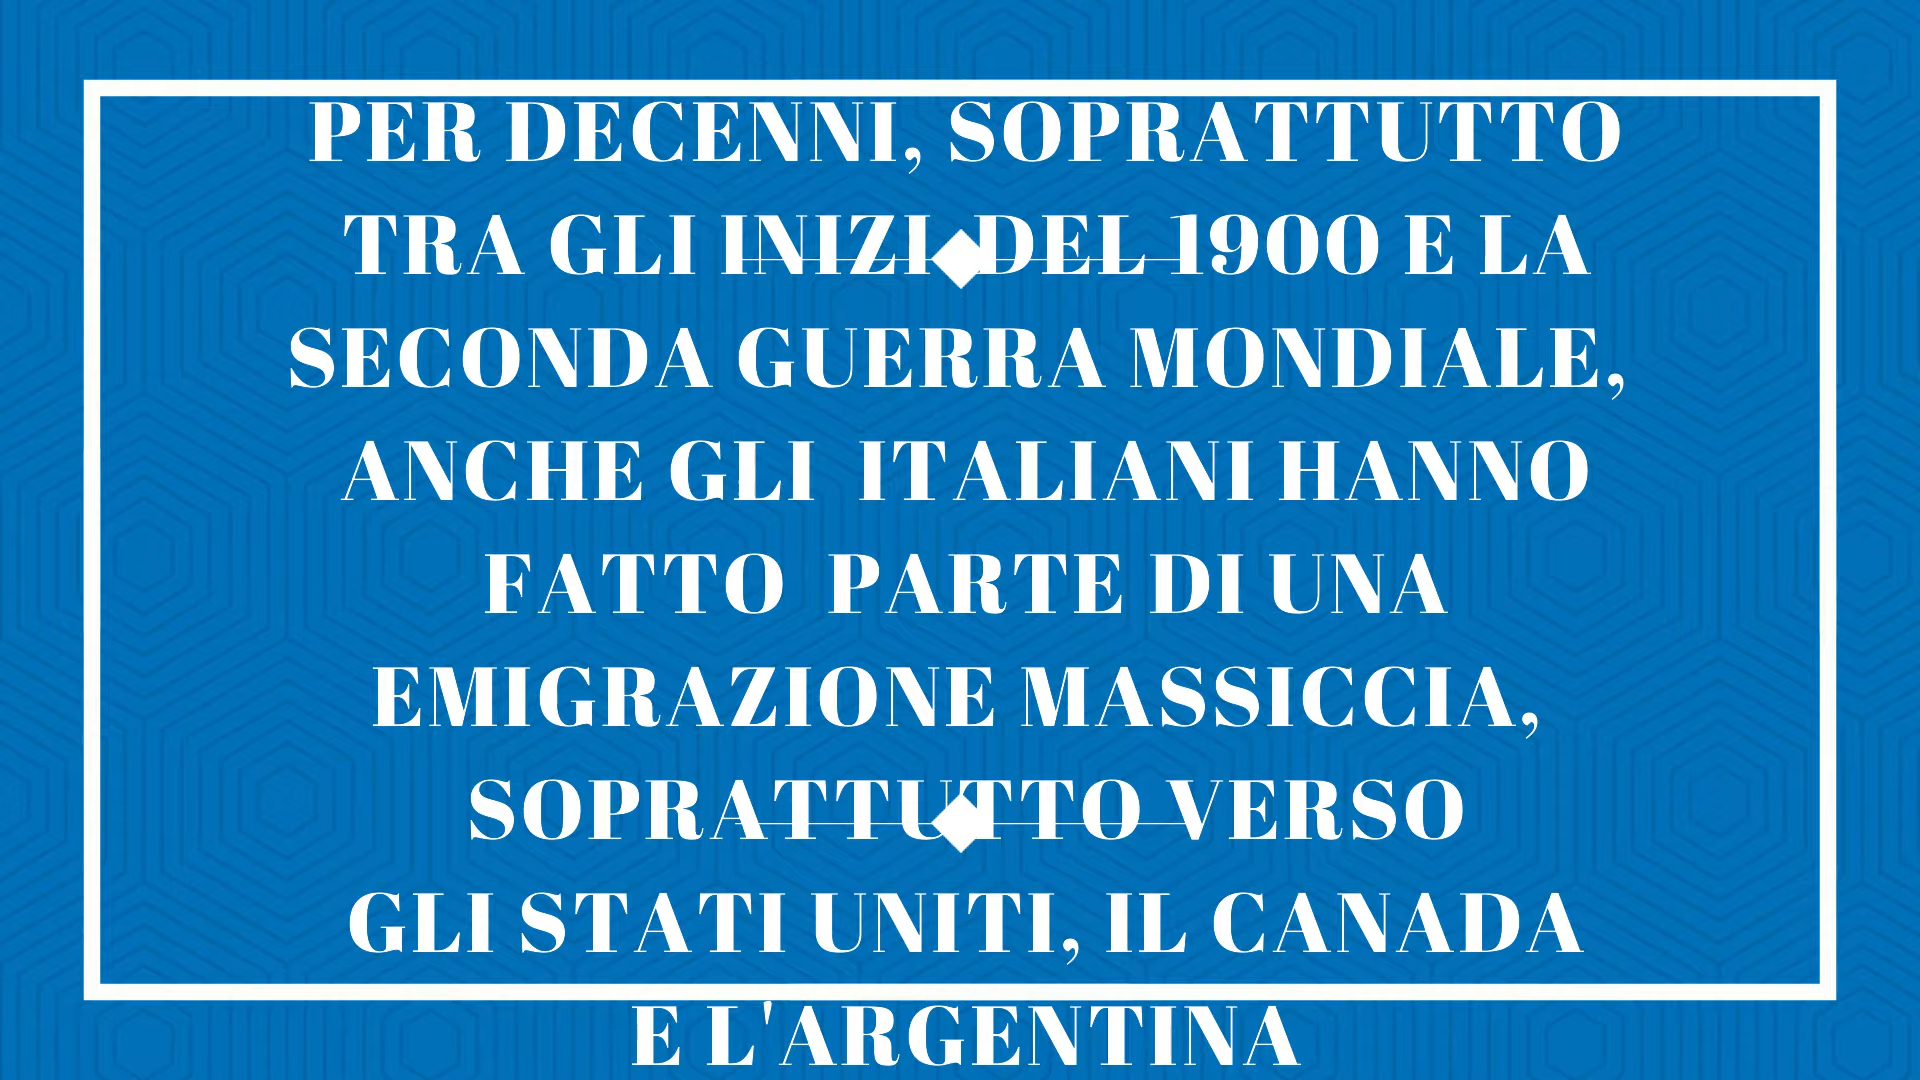 PER DECENNI, SOPRATTUTTO
TRA GLI INIZI DEL 1900 E LA
SECONDA GUERRA MONDIALE,
ANCHE GLI ITALIANI HANNO
FATTO PARTE DI UNA
EMIGRAZIONE MASSICCIA,
SOPRATTUTTO VERSO
GLI STATI UNITI, IL CANADA
E L'ARGENTINA